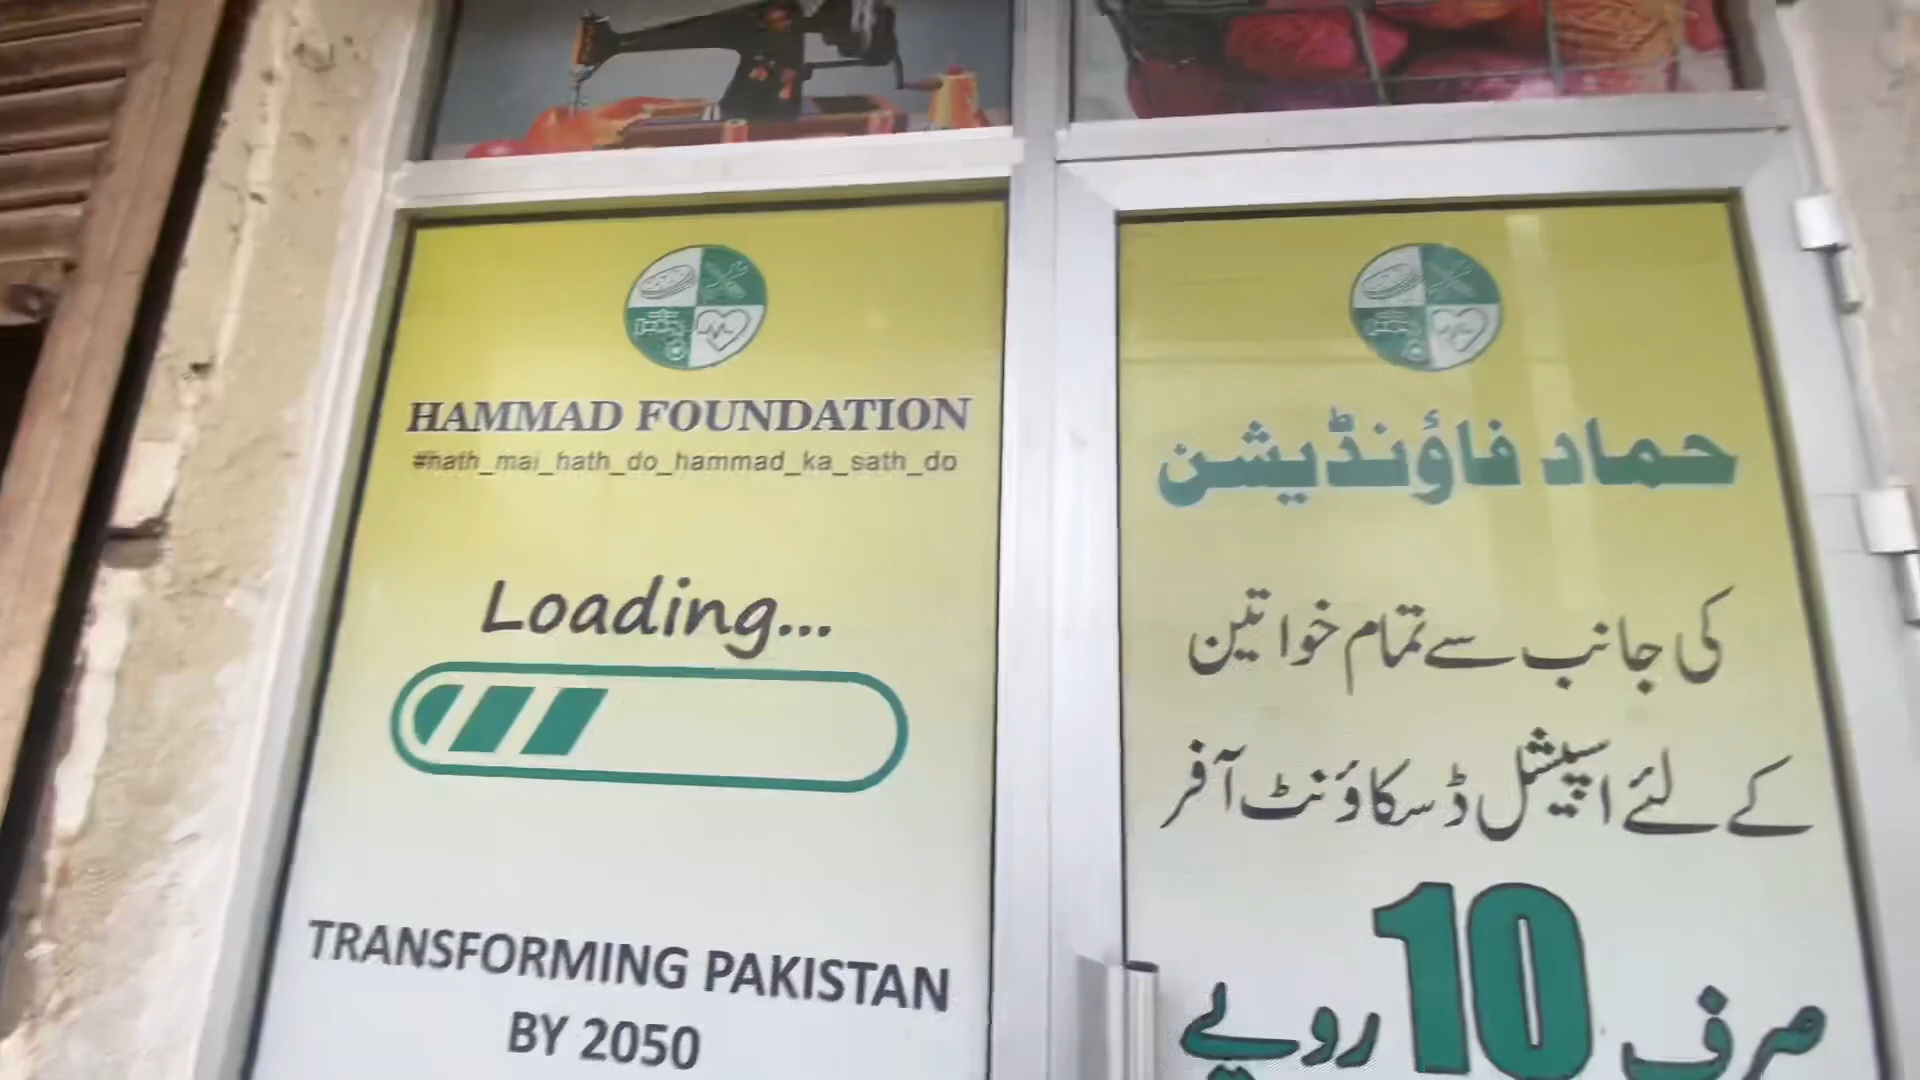 HAMMAD FOUNDATION
#hath_mai_hath_do_hammad_ka_sath_do
Loading...
TRANSFORMING PAKISTAN
BY 2050
حماد فاؤنڈیشن
کی جانب سے تمام خواتین
کے لئے اسپیشل ڈسکاؤنٹ آفر
صرف 10 روپے